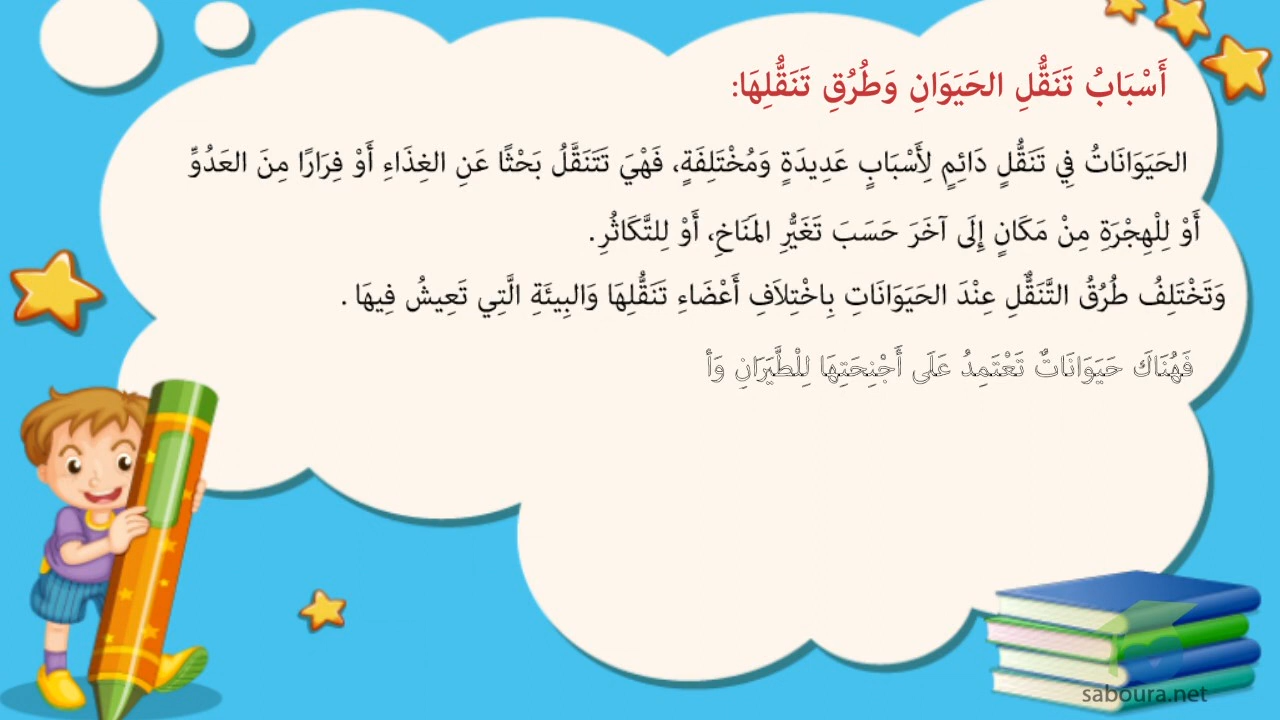 أَسْبَابُ تَنَقُّلِ الحَيَوَانِ وَطُرُقِ تَنَقُّلِهَا:
الحَيَوَانَاتُ فِي تَنَقُّلٍ دَائِمٍ لِأَسْبَابٍ عَدِيدَةٍ وَمُخْتَلِفَةٍ، فَهْيَ تَتَنَقَّلُ بَحْثًا عَنِ الغِذَاءِ أَوْ فِرَارًا مِنَ العَدُوِّ
أَوْ لِلْهِجْرَةِ مِنْ مَكَانٍ إِلَى آخَرَ حَسَبَ تَغَيُّرِ المَنَاخِ، أَوْ لِلتَّكَاثُرِ.
وَتَخْتَلِفُ طُرُقُ التَّنَقُّلِ عِنْدَ الحَيَوَانَاتِ بِاخْتِلاَفِ أَعْضَاءِ تَنَقُّلِهَا وَالبِيئَةِ الَّتِي تَعِيشُ فِيهَا .
فَهُنَاكَ حَيَوَانَاتٌ تَعْتَمِدُ عَلَى أَجْنِحَتِهَا لِلْطَّيَرَانِ وَأ
saboura.net